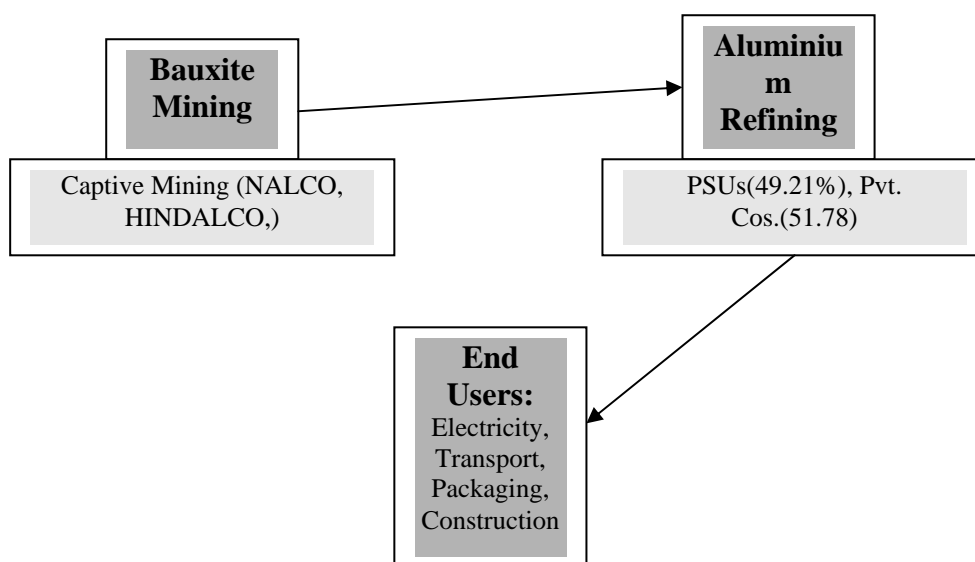 Bauxite
Mining
Captive Mining (NALCO,
HINDALCO,)
Aluminiu
m
Refining
PSUs(49.21%), Pvt.
Cos.(51.78)
End
Users:
Electricity,
Transport,
Packaging,
Construction